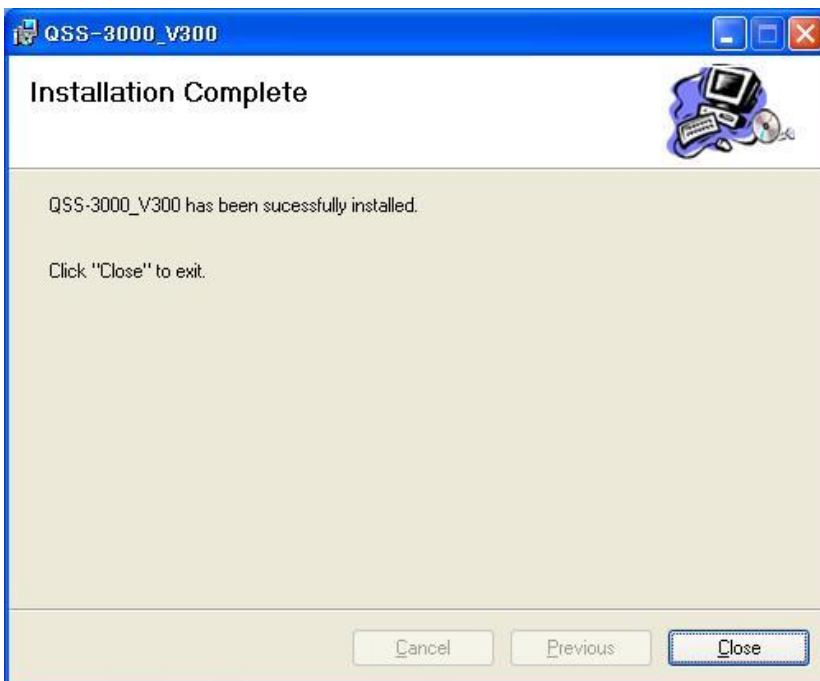 QSS-3000_V300
Installation Complete
QSS-3000_V300 has been sucessfully installed.
Click "Close" to exit.
Cancel
Previous
Close